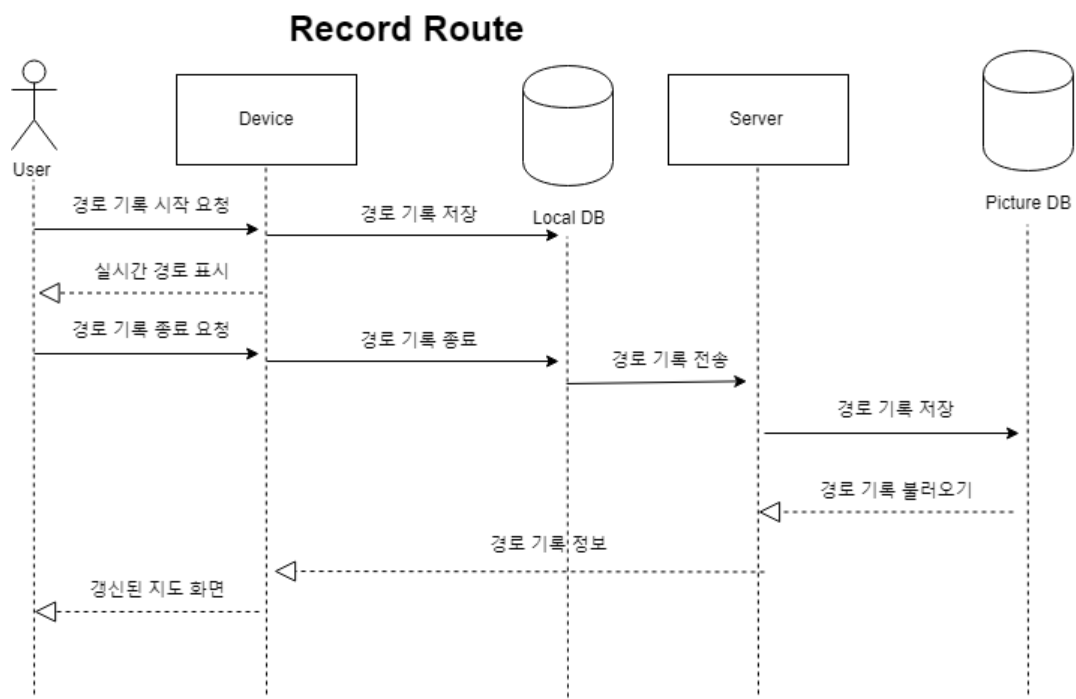 Record Route
User
Device
Local DB
Server
Picture DB
경로 기록 시작 요청
경로 기록 저장
실시간 경로 표시
경로 기록 종료 요청
경로 기록 종료
경로 기록 전송
경로 기록 저장
경로 기록 불러오기
경로 기록 정보
갱신된 지도 화면